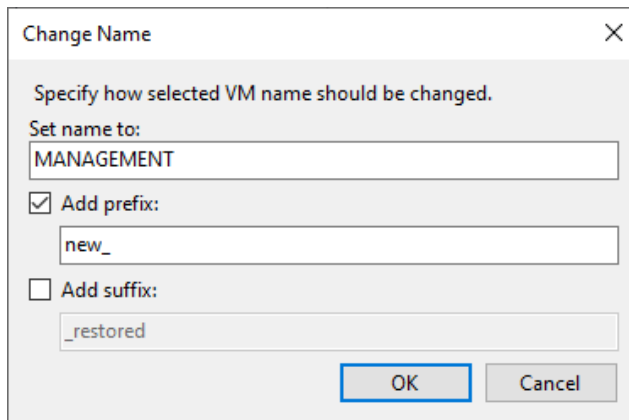 Change Name
Specify how selected VM name should be changed.
Set name to:
MANAGEMENT
Add prefix:
new_
Add suffix:
_restored
OK Cancel